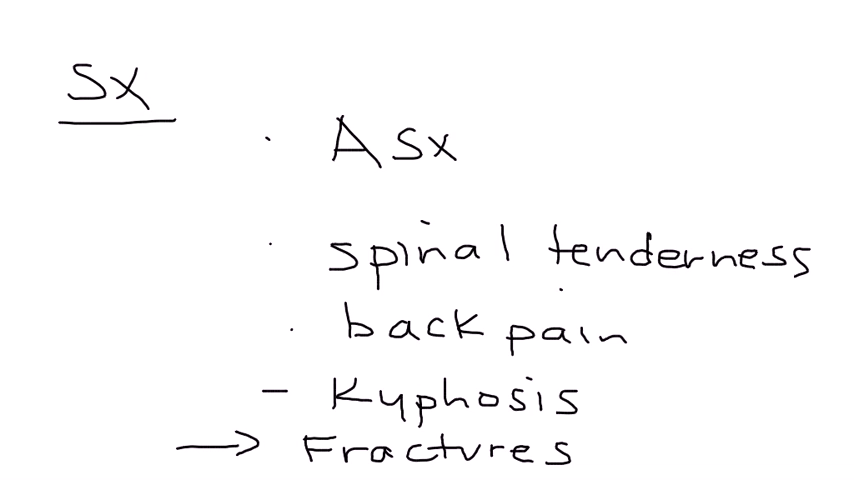 Sx
· Asx
· spinal tenderness
· back pain
- Kyphosis
→ Fractures